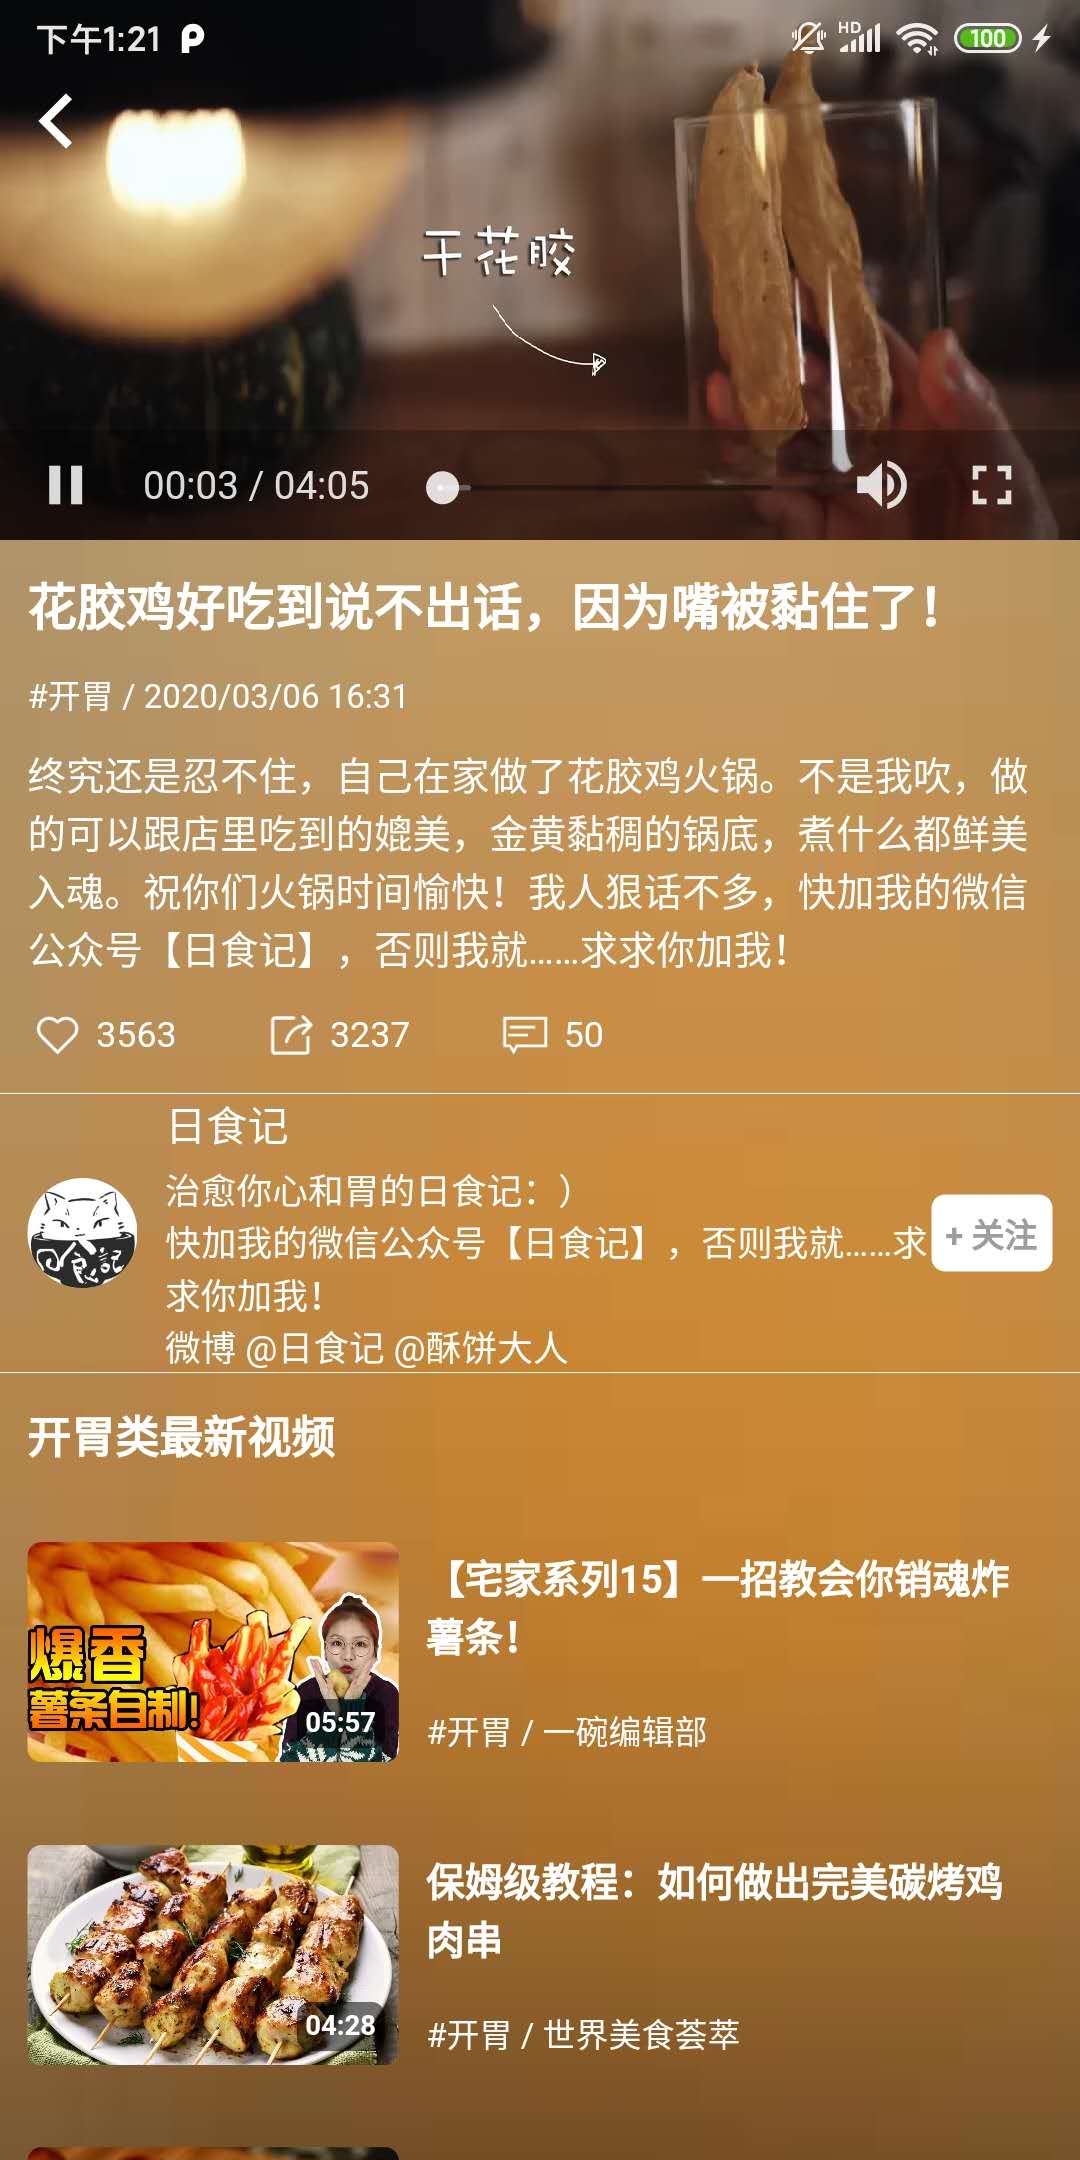 下午1:21
HD
100
干花胶
00:03 / 04:05
花胶鸡好吃到说不出话，因为嘴被黏住了！
#开胃 / 2020/03/06 16:31
终究还是忍不住，自己在家做了花胶鸡火锅。不是我吹，做
的可以跟店里吃到的媲美，金黄黏稠的锅底，煮什么都鲜美
入魂。祝你们火锅时间愉快！我人狠话不多，快加我的微信
公众号【日食记】，否则我就……求求你加我！
3563
3237
50
日食记
日食記
治愈你心和胃的日食记：）
快加我的微信公众号【日食记】，否则我就……求
求你加我！
微博 @日食记 @酥饼大人
+ 关注
开胃类最新视频
爆香
薯条自制！
05:57
【宅家系列15】一招教会你销魂炸
薯条！
#开胃 / 一碗编辑部
04:28
保姆级教程：如何做出完美碳烤鸡
肉串
#开胃 / 世界美食荟萃